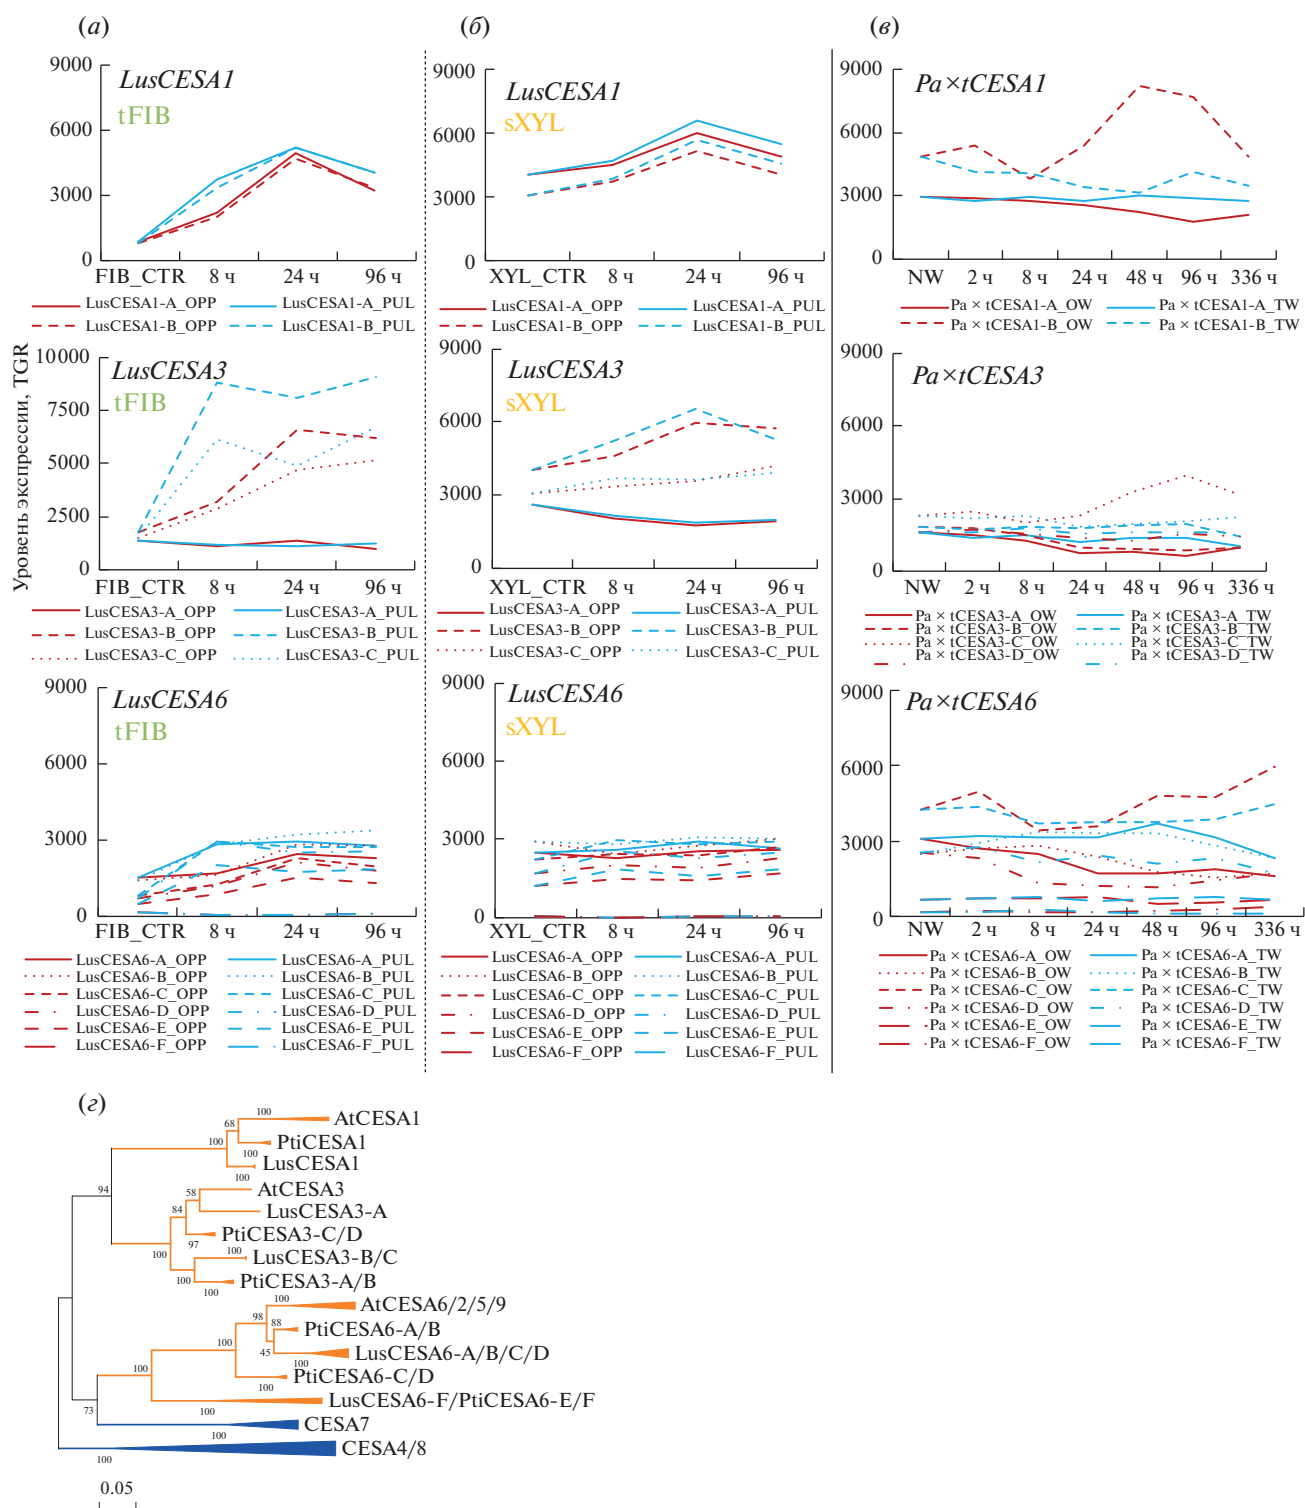 (а)
(б)
(в)
Уровень экспрессии, TGR
9000
6000
3000
0
LusCESA1
tFIB
FIB_CTR 8 ч 24 ч 96 ч
LusCESA1-A_OPP LusCESA1-A_PUL
LusCESA1-B_OPP LusCESA1-B_PUL
9000
6000
3000
0
LusCESA1
sXYL
XYL_CTR 8 ч 24 ч 96 ч
LusCESA1-A_OPP LusCESA1-A_PUL
LusCESA1-B_OPP LusCESA1-B_PUL
9000
6000
3000
0
Pa×tCESA1
NW 2 ч 8 ч 24 ч 48 ч 96 ч 336 ч
Pa × tCESA1-A_OW Pa × tCESA1-A_TW
Pa × tCESA1-B_OW Pa × tCESA1-B_TW
10000
7500
5000
2500
0
LusCESA3
tFIB
FIB_CTR 8 ч 24 ч 96 ч
LusCESA3-A_OPP LusCESA3-A_PUL
LusCESA3-B_OPP LusCESA3-B_PUL
LusCESA3-C_OPP LusCESA3-C_PUL
9000
6000
3000
0
LusCESA3
sXYL
XYL_CTR 8 ч 24 ч 96 ч
LusCESA3-A_OPP LusCESA3-A_PUL
LusCESA3-B_OPP LusCESA3-B_PUL
LusCESA3-C_OPP LusCESA3-C_PUL
9000
6000
3000
0
Pa×tCESA3
NW 2 ч 8 ч 24 ч 48 ч 96 ч 336 ч
Pa × tCESA3-A_OW Pa × tCESA3-A_TW
Pa × tCESA3-B_OW Pa × tCESA3-B_TW
Pa × tCESA3-C_OW Pa × tCESA3-C_TW
Pa × tCESA3-D_OW Pa × tCESA3-D_TW
9000
6000
3000
0
LusCESA6
tFIB
FIB_CTR 8 ч 24 ч 96 ч
LusCESA6-A_OPP LusCESA6-A_PUL
LusCESA6-B_OPP LusCESA6-B_PUL
LusCESA6-C_OPP LusCESA6-C_PUL
LusCESA6-D_OPP LusCESA6-D_PUL
LusCESA6-E_OPP LusCESA6-E_PUL
LusCESA6-F_OPP LusCESA6-F_PUL
9000
6000
3000
0
LusCESA6
sXYL
XYL_CTR 8 ч 24 ч 96 ч
LusCESA6-A_OPP LusCESA6-A_PUL
LusCESA6-B_OPP LusCESA6-B_PUL
LusCESA6-C_OPP LusCESA6-C_PUL
LusCESA6-D_OPP LusCESA6-D_PUL
LusCESA6-E_OPP LusCESA6-E_PUL
LusCESA6-F_OPP LusCESA6-F_PUL
9000
6000
3000
0
Pa×tCESA6
NW 2 ч 8 ч 24 ч 48 ч 96 ч 336 ч
Pa × tCESA6-A_OW Pa × tCESA6-A_TW
Pa × tCESA6-B_OW Pa × tCESA6-B_TW
Pa × tCESA6-C_OW Pa × tCESA6-C_TW
Pa × tCESA6-D_OW Pa × tCESA6-D_TW
Pa × tCESA6-E_OW Pa × tCESA6-E_TW
Pa × tCESA6-F_OW Pa × tCESA6-F_TW
(г)
100 AtCESA1
68
100 PtiCESA1
100
LusCESA1
100
94 AtCESA3
58
84 LusCESA3-A
PtiCESA3-C/D
97
100 100 LusCESA3-B/C
100 PtiCESA3-A/B
100
100 AtCESA6/2/5/9
98 88
PtiCESA6-A/B
100
45 100 LusCESA6-A/B/C/D
100
PtiCESA6-C/D
100
LusCESA6-F/PtiCESA6-E/F
73 100
CESA7
100
CESA4/8
100
0.05